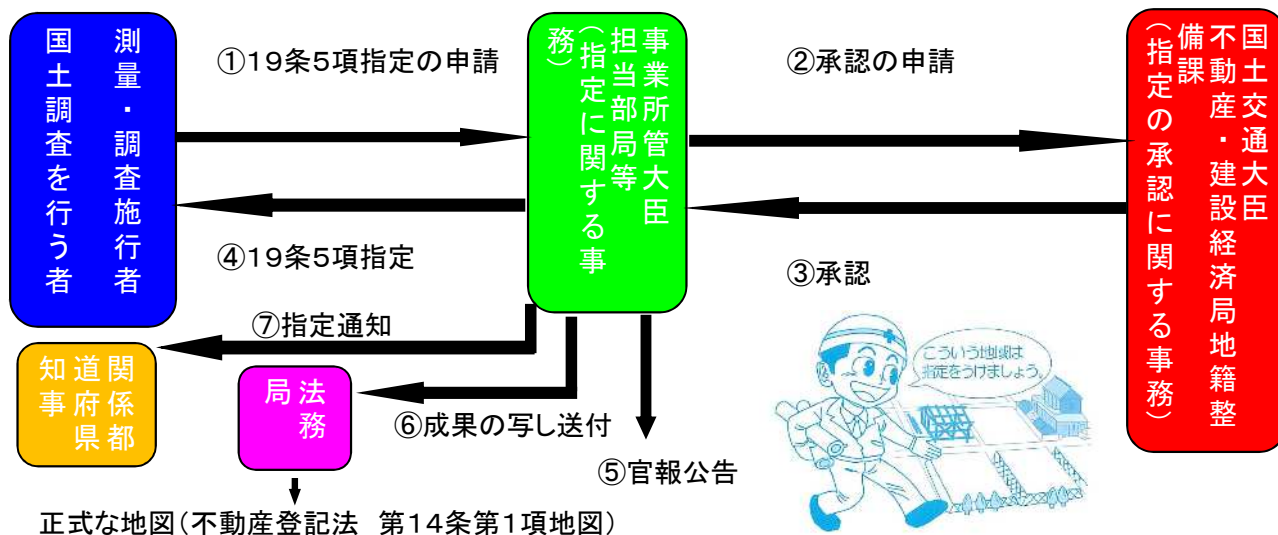 測量・調査施行者
国土調査を行う者
①19条5項指定の申請
事業所管大臣
担当部局等
(指定に関する事
務)
②承認の申請
国土交通大臣
不動産・建設経済局地籍整
備課
(指定の承認に関する事務)
④19条5項指定
③承認
⑦指定通知
関係都
道府県
知事
法務
局
⑥成果の写し送付
⑤官報公告
こういう地図は
指定をうけましょう。
正式な地図(不動産登記法 第14条第1項地図)